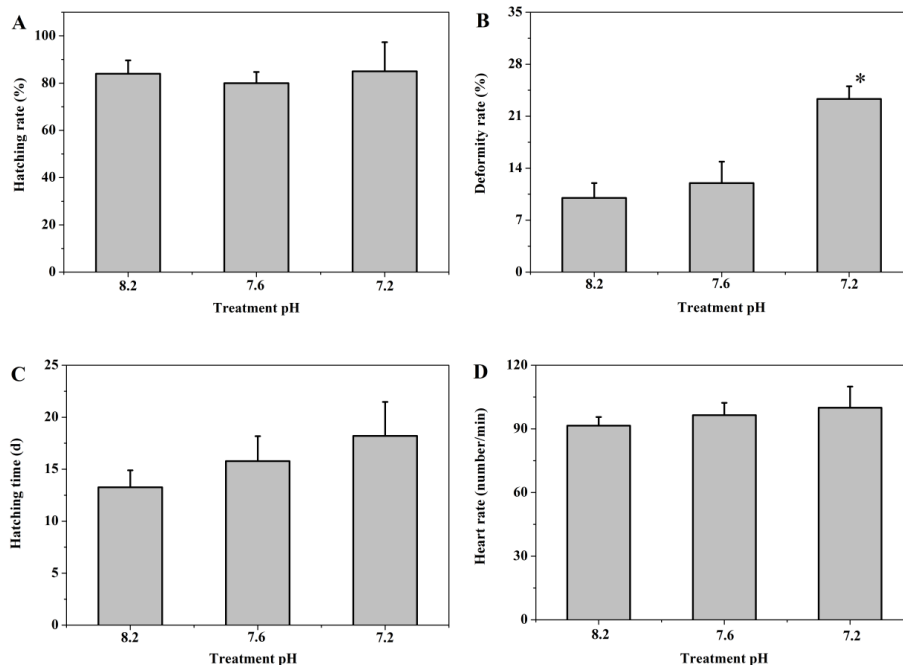 A
Hatching rate (%)
100
80
60
40
20
0
8.2 7.6 7.2
Treatment pH
B
Deformity rate (%)
35
28
21
14
7
0
*
8.2 7.6 7.2
Treatment pH
C
Hatching time (d)
25
20
15
10
5
0
8.2 7.6 7.2
Treatment pH
D
Heart rate (number/min)
120
90
60
30
0
8.2 7.6 7.2
Treatment pH